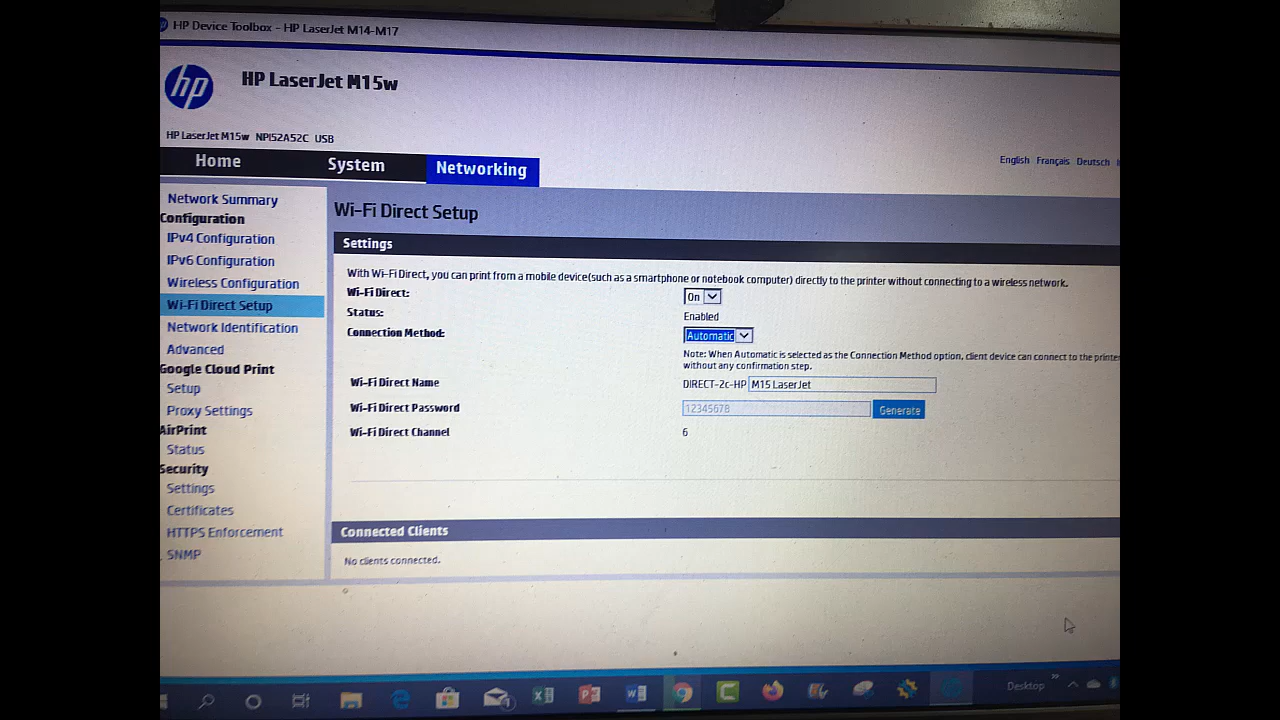 HP Device Toolbox - HP LaserJet M14-M17
hp
HP LaserJet M15w
HP LaserJet M15w NPI52A52C USB
Home System Networking
English Français Deutsch
Network Summary
Configuration
IPv4 Configuration
IPv6 Configuration
Wireless Configuration
Wi-Fi Direct Setup
Network Identification
Advanced
Google Cloud Print
Setup
Proxy Settings
AirPrint
Status
Security
Settings
Certificates
HTTPS Enforcement
SNMP
Wi-Fi Direct Setup
Settings
With Wi-Fi Direct, you can print from a mobile device(such as a smartphone or notebook computer) directly to the printer without connecting to a wireless network.
Wi-Fi Direct: On
Status: Enabled
Connection Method: Automatic
Note: When Automatic is selected as the Connection Method option, client device can connect to the printer
without any confirmation step.
Wi-Fi Direct Name DIRECT-2c-HP M15 LaserJet
Wi-Fi Direct Password 12345678 Generate
Wi-Fi Direct Channel 6
Connected Clients
No clients connected.
Desktop